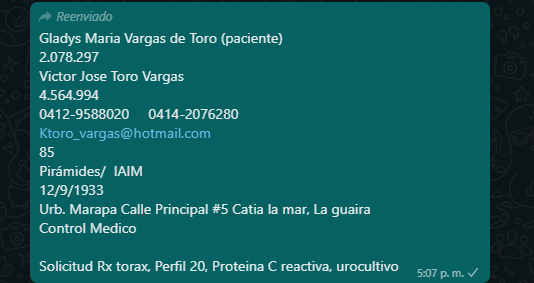 Reenviado
Gladys Maria Vargas de Toro (paciente)
2.078.297
Victor Jose Toro Vargas
4.564.994
0412-9588020 0414-2076280
Ktoro_vargas@hotmail.com
85
Pirámides/ IAIM
12/9/1933
Urb. Marapa Calle Principal #5 Catia la mar, La guaira
Control Medico
Solicitud Rx torax, Perfil 20, Proteina C reactiva, urocultivo
5:07 p. m.